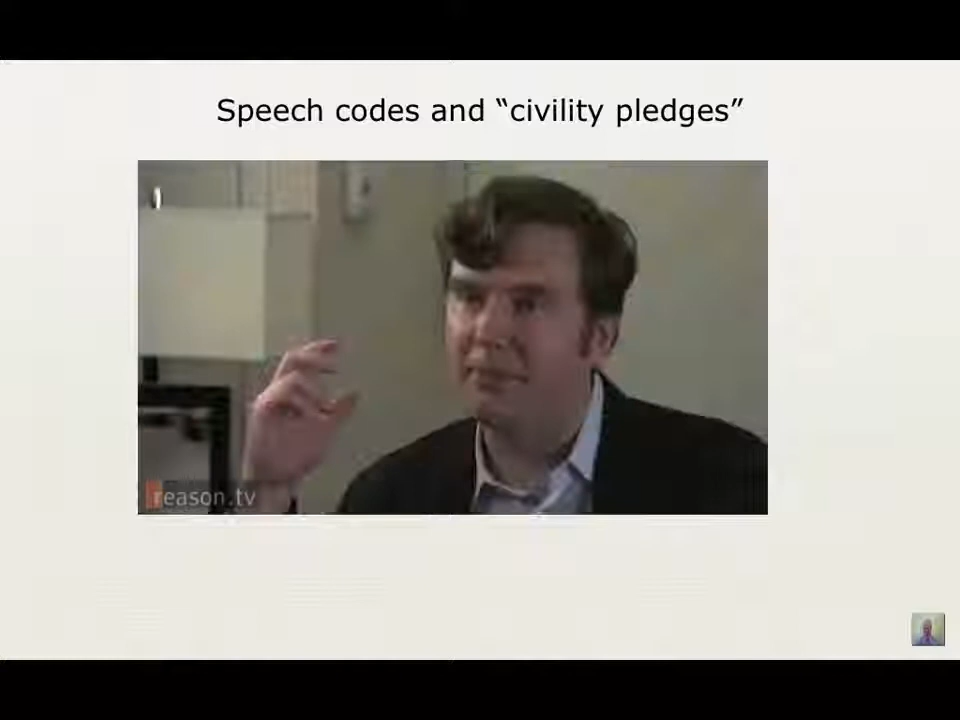 Speech codes and “civility pledges”
reason.tv